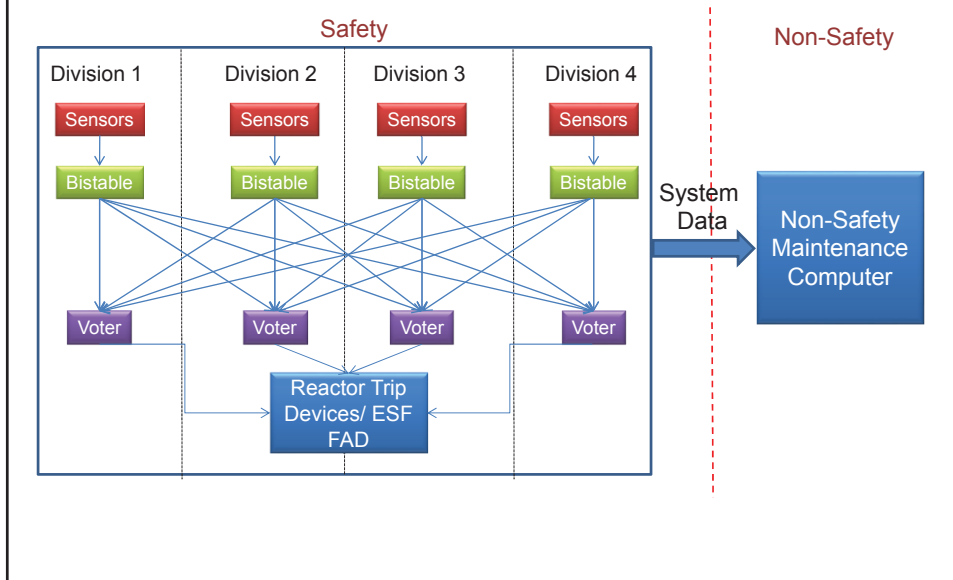 Safety
Non-Safety
Division 1
Division 2
Division 3
Division 4
Sensors
Sensors
Sensors
Sensors
Bistable
Bistable
Bistable
Bistable
System
Data
Non-Safety
Maintenance
Computer
Voter
Voter
Voter
Voter
Reactor Trip
Devices/ ESF
FAD